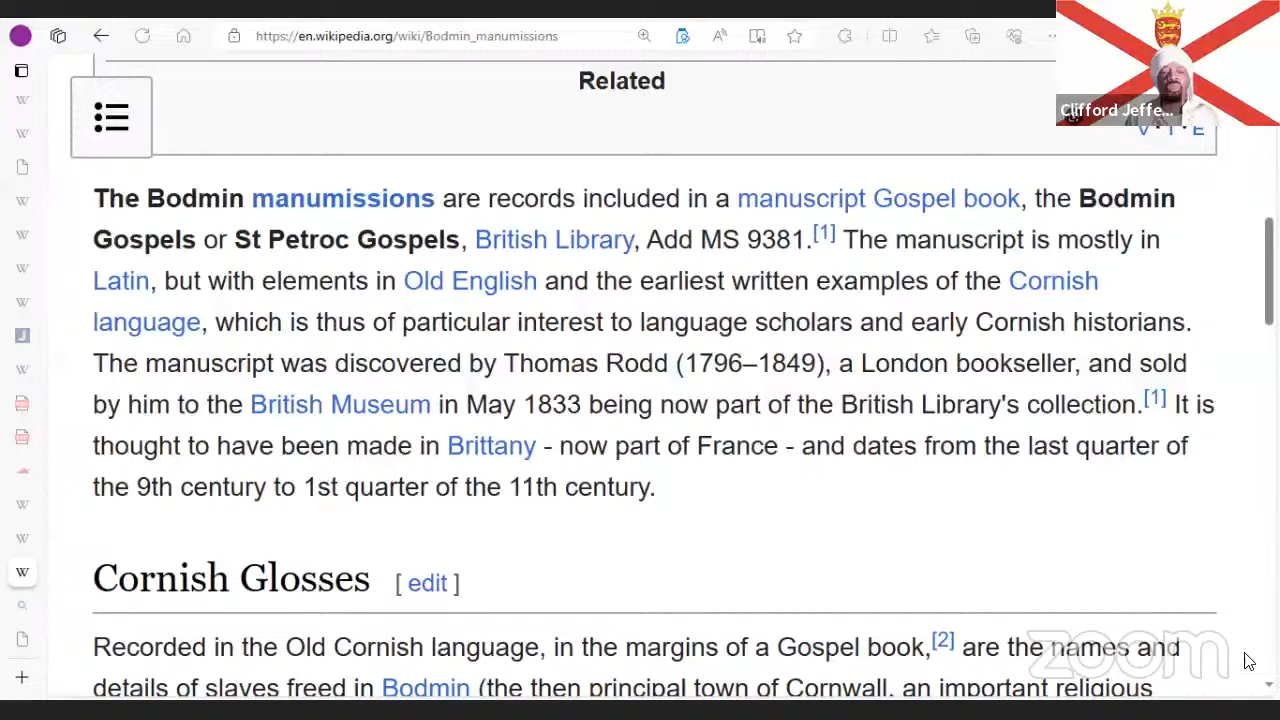 https://en.wikipedia.org/wiki/Bodmin_manumissions
Clifford Jeffe...
Related
V · T · E
The Bodmin manumissions are records included in a manuscript Gospel book, the Bodmin
Gospels or St Petroc Gospels, British Library, Add MS 9381.[1] The manuscript is mostly in
Latin, but with elements in Old English and the earliest written examples of the Cornish
language, which is thus of particular interest to language scholars and early Cornish historians.
The manuscript was discovered by Thomas Rodd (1796–1849), a London bookseller, and sold
by him to the British Museum in May 1833 being now part of the British Library's collection.[1] It is
thought to have been made in Brittany - now part of France - and dates from the last quarter of
the 9th century to 1st quarter of the 11th century.
Cornish Glosses [ edit ]
Recorded in the Old Cornish language, in the margins of a Gospel book,[2] are the names and
details of slaves freed in Bodmin (the then principal town of Cornwall, an important religious
zoom